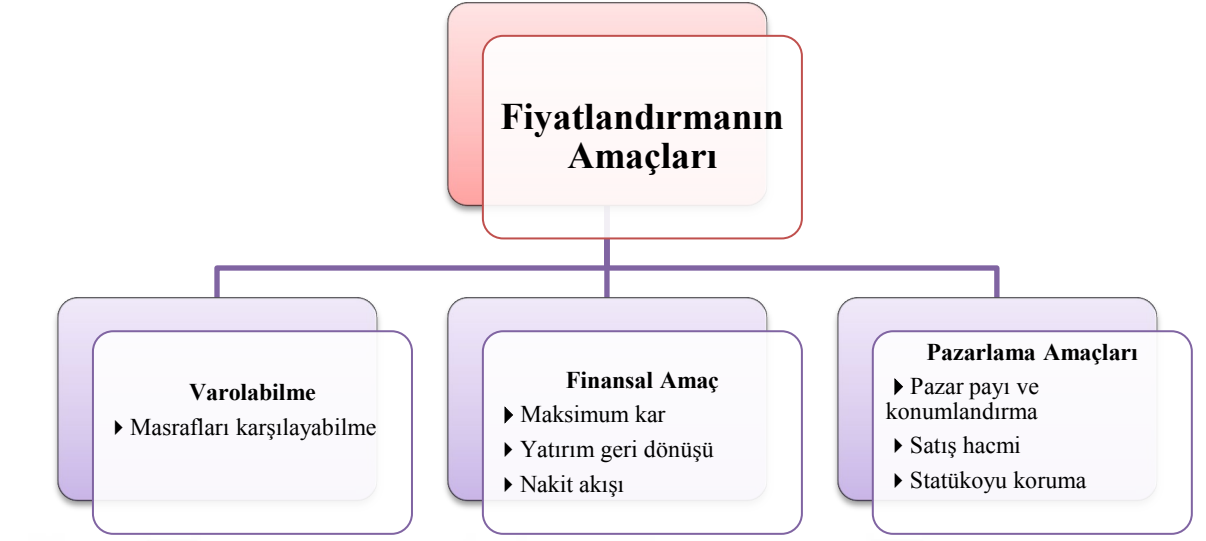 Fiyatlandırmanın
Amaçları
Varolabilme
Masrafları karşılayabilme
Finansal Amaç
Maksimum kar
Yatırım geri dönüşü
Nakit akışı
Pazarlama Amaçları
Pazar payı ve
konumlandırma
Satış hacmi
Statükoyu koruma